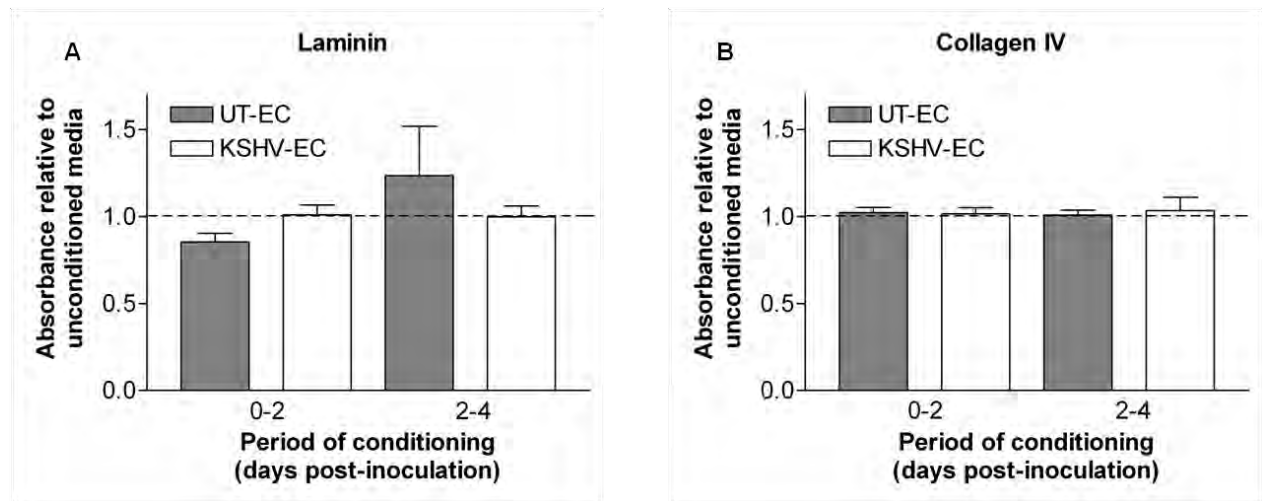 A
Laminin
Absorbance relative to
unconditioned media
1.5
1.0
0.5
0.0
UT-EC
KSHV-EC
0-2
2-4
Period of conditioning
(days post-inoculation)
B
Collagen IV
Absorbance relative to
unconditioned media
1.5
1.0
0.5
0.0
UT-EC
KSHV-EC
0-2
2-4
Period of conditioning
(days post-inoculation)